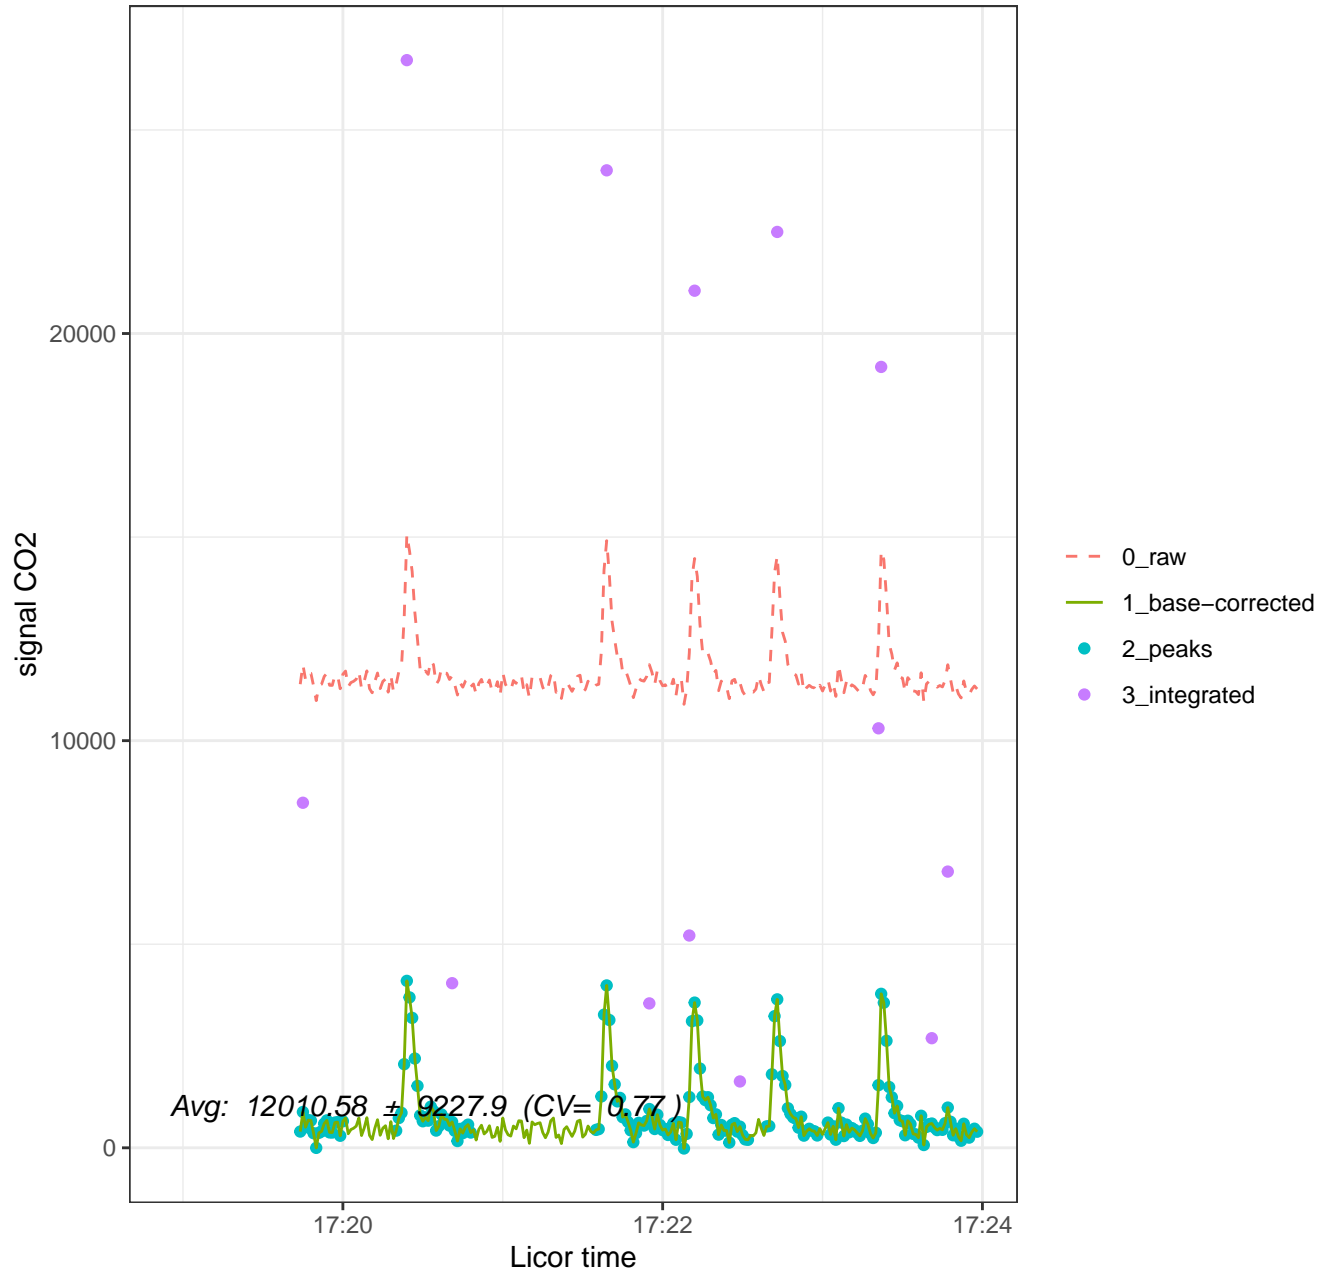 signal CO2
20000
10000
0
Avg:  12010.58  ±  9227.9  (CV=  0.77 )
17:20
17:22
17:24
Licor time
0_raw
1_base−corrected
2_peaks
3_integrated